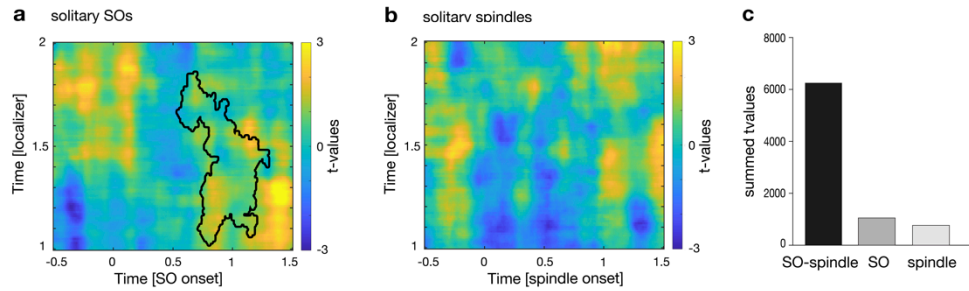 a
solitary SOs
2
1.5
1
Time [localizer]
-0.5
0
0.5
1
1.5
Time [SO onset]
3
0
-3
t-values
b
solitary spindles
2
1.5
1
Time [localizer]
-0.5
0
0.5
1
1.5
Time [spindle onset]
3
0
-3
t-values
c
8000
6000
4000
2000
0
summed tvalues
SO-spindle
SO
spindle